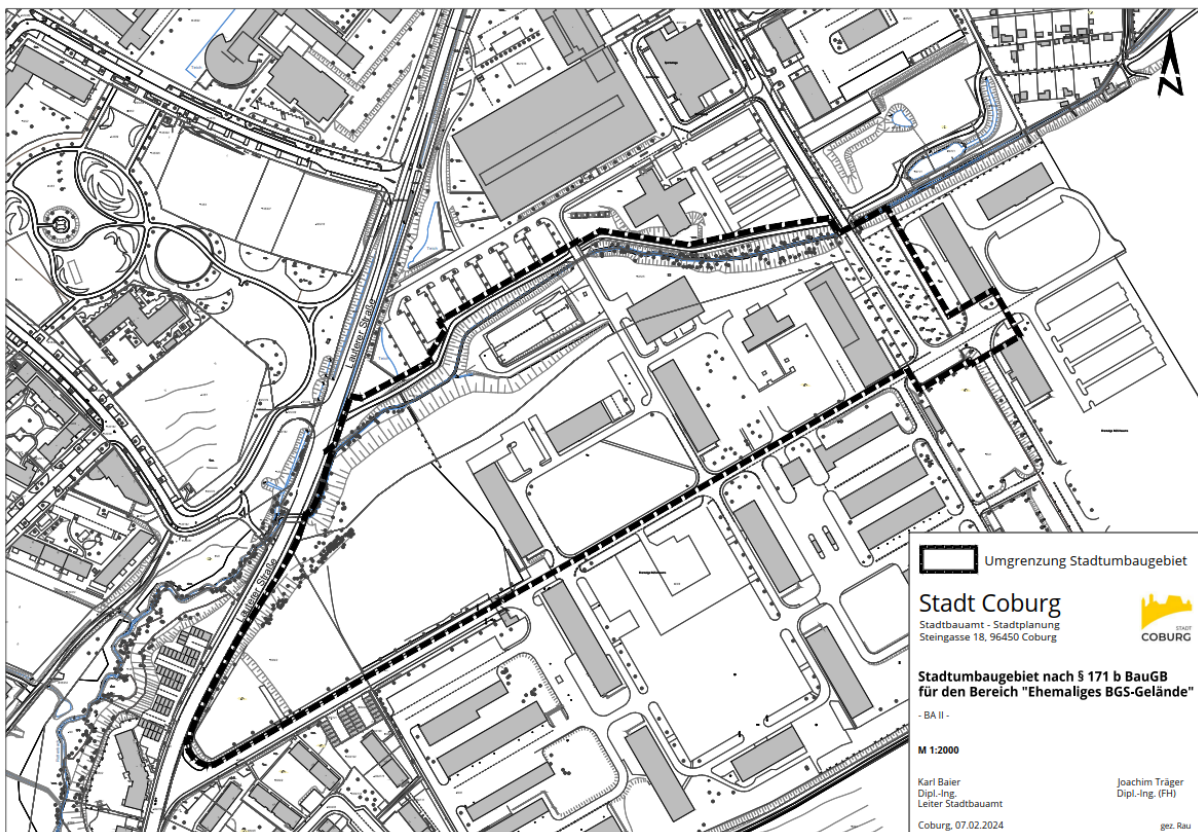 N
Lauterer Straße
Lauterer Straße
Umgrenzung Stadtumbaugebiet
Stadt Coburg
Stadtbauamt - Stadtplanung
Steingasse 18, 96450 Coburg
STADT
COBURG
Stadtumbaugebiet nach § 171 b BauGB
für den Bereich "Ehemaliges BGS-Gelände"
- BA II -
M 1:2000
Karl Baier
Dipl.-Ing.
Leiter Stadtbauamt
Joachim Träger
Dipl.-Ing. (FH)
Coburg, 07.02.2024
gez. Rau